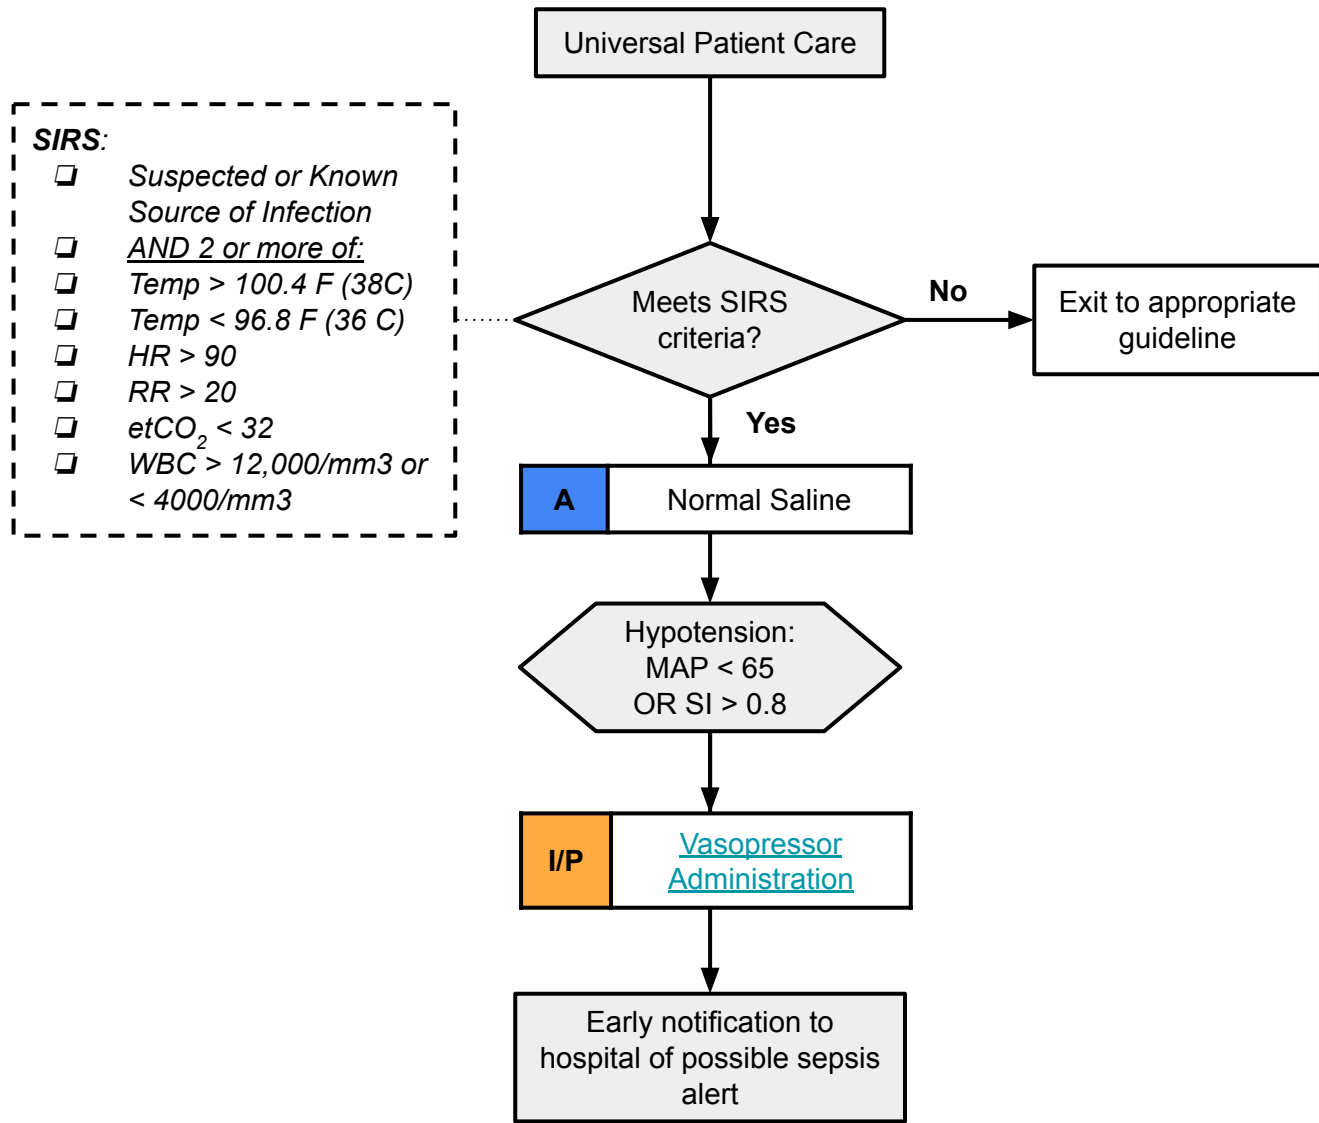 Universal Patient Care
SIRS:
❏ Suspected or Known
Source of Infection
❏ AND 2 or more of:
❏ Temp > 100.4 F (38C)
❏ Temp < 96.8 F (36 C)
❏ HR > 90
❏ RR > 20
❏ etCO2 < 32
❏ WBC > 12,000/mm3 or
< 4000/mm3
Meets SIRS
criteria?
No
Exit to appropriate
guideline
Yes
A
Normal Saline
Hypotension:
MAP < 65
OR SI > 0.8
I/P
Vasopressor
Administration
Early notification to
hospital of possible sepsis
alert